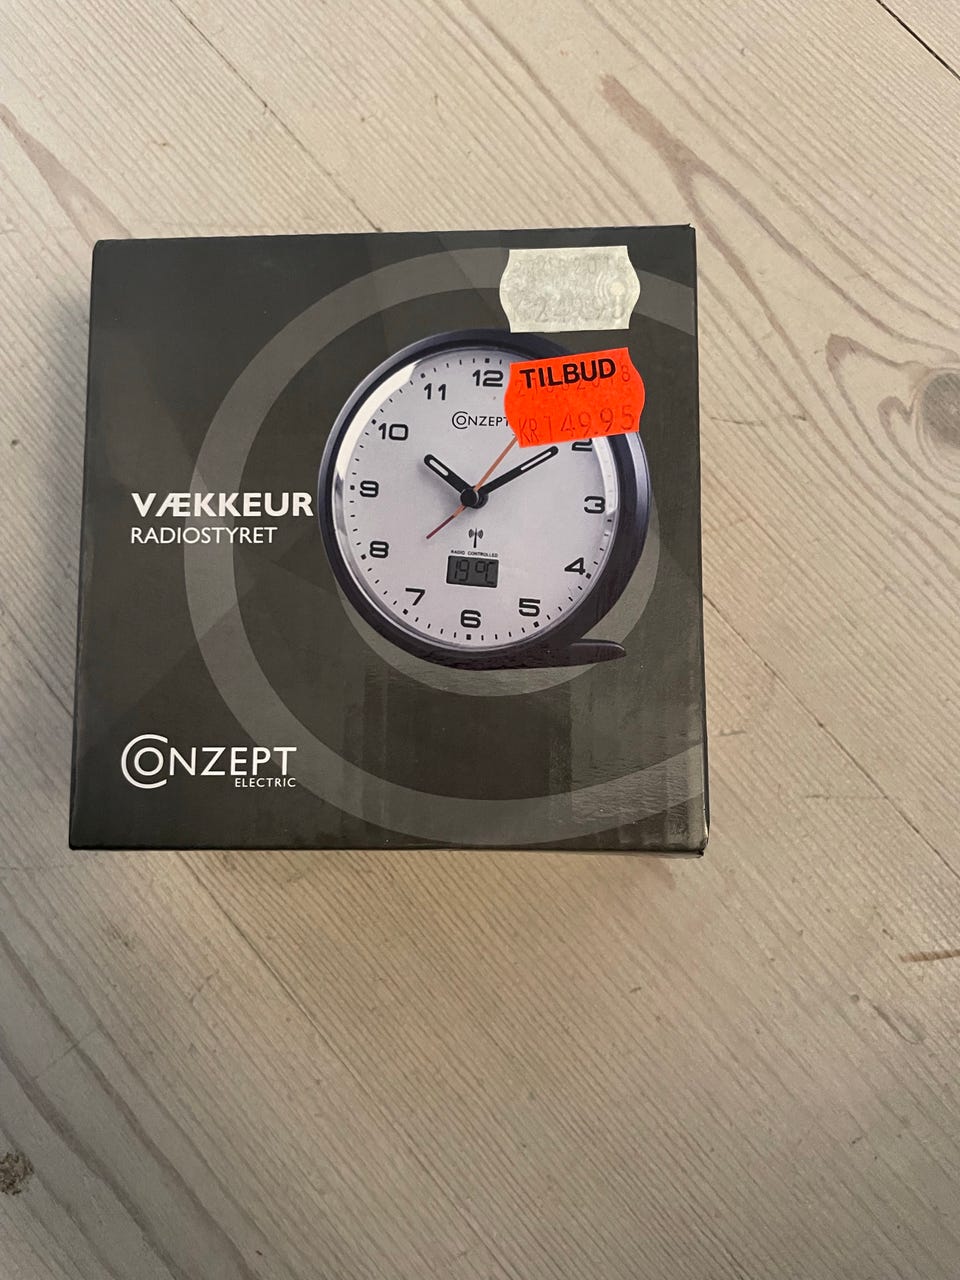 TILBUD
KR 149.95
12
11
10
9
8
7
6
5
4
3
2
CONZEPT
RADIO CONTROLLED
19°C
VÆKKEUR
RADIOSTYRET
CONZEPT
ELECTRIC